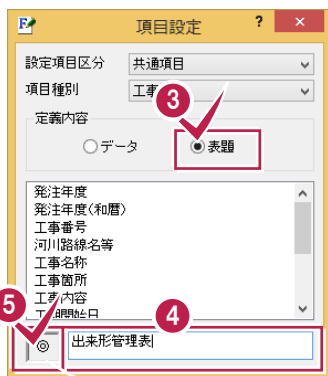 項目設定 ? ×
設定項目区分 共通項目
項目種別 工事
3
定義内容
データ 表題
発注年度
発注年度(和暦)
工事番号
河川路線名等
工事名称
工事箇所
工事内容
5
4
◎ 出来形管理表